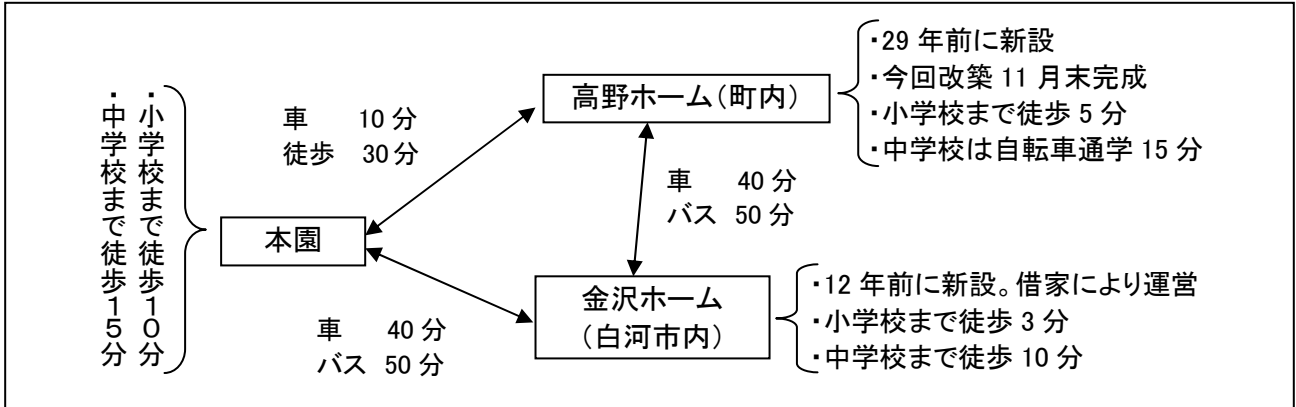 ・小学校まで徒歩１０分
・中学校まで徒歩１５分
本園
車 10 分
徒歩 30 分
高野ホーム（町内）
・29 年前に新設
・今回改築 11 月末完成
・小学校まで徒歩 5 分
・中学校は自転車通学 15 分
車 40 分
バス 50 分
車 40 分
バス 50 分
金沢ホーム
（白河市内）
・12 年前に新設。借家により運営
・小学校まで徒歩 3 分
・中学校まで徒歩 10 分